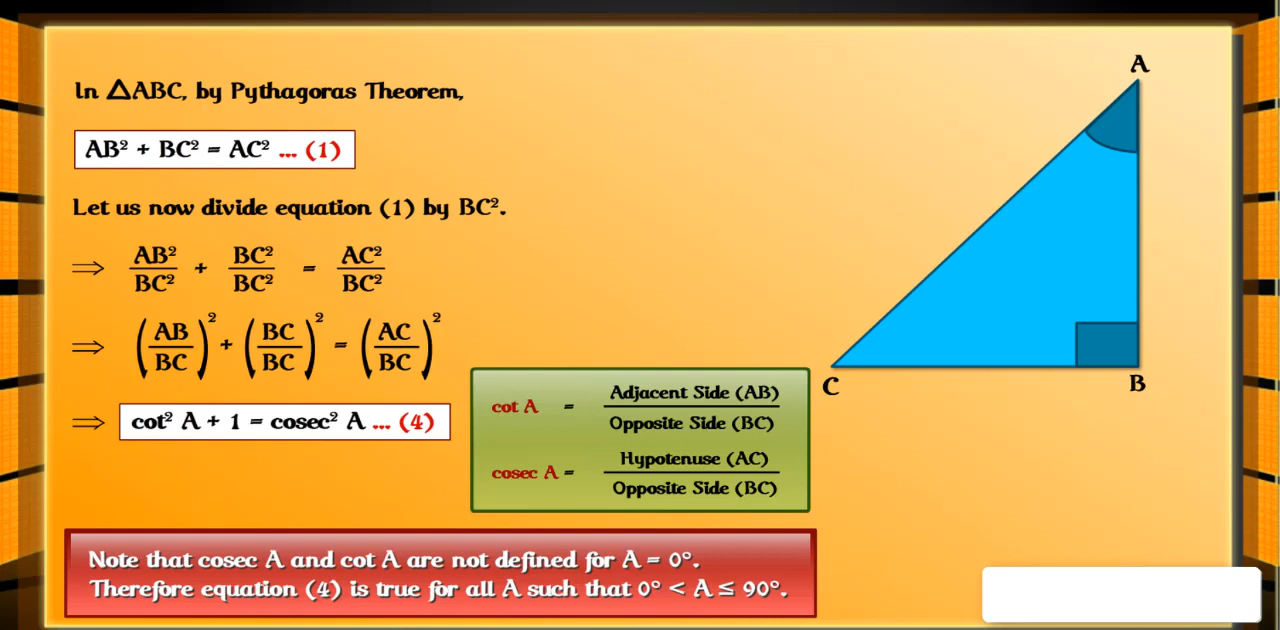 In △ABC, by Pythagoras Theorem,
AB² + BC² = AC² ... (1)
Let us now divide equation (1) by BC².
⇒ AB²/BC² + BC²/BC² = AC²/BC²
⇒ (AB/BC)² + (BC/BC)² = (AC/BC)²
⇒ cot² A + 1 = cosec² A ... (4)
cot A = Adjacent Side (AB) / Opposite Side (BC)
cosec A = Hypotenuse (AC) / Opposite Side (BC)
Note that cosec A and cot A are not defined for A = 0°.
Therefore equation (4) is true for all A such that 0° < A ≤ 90°.
A
C
B